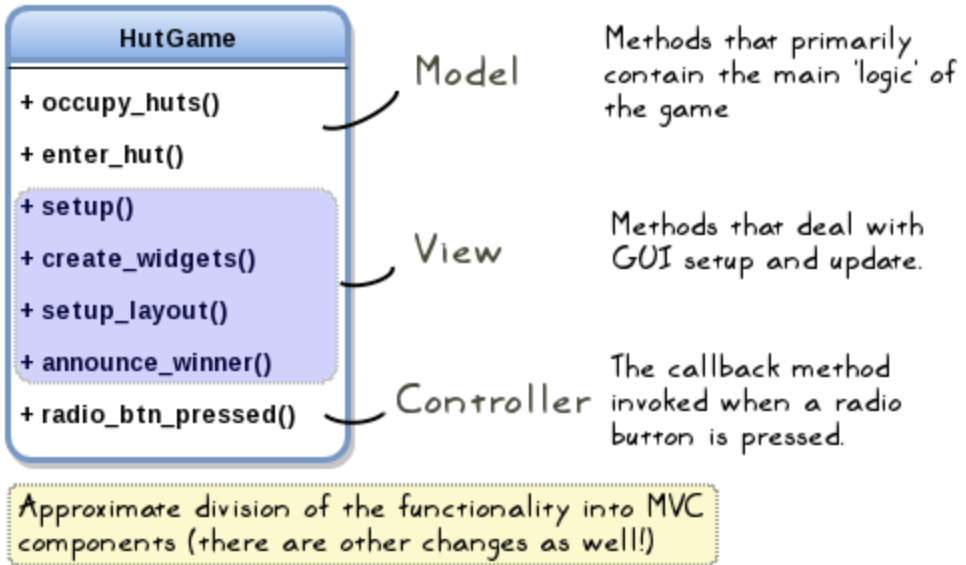 HutGame
+ occupy_huts()
+ enter_hut()
+ setup()
+ create_widgets()
+ setup_layout()
+ announce_winner()
+ radio_btn_pressed()
Model
Methods that primarily
contain the main 'logic' of
the game
View
Methods that deal with
GUI setup and update.
Controller
The callback method
invoked when a radio
button is pressed.
Approximate division of the functionality into MVC
components (there are other changes as well!)